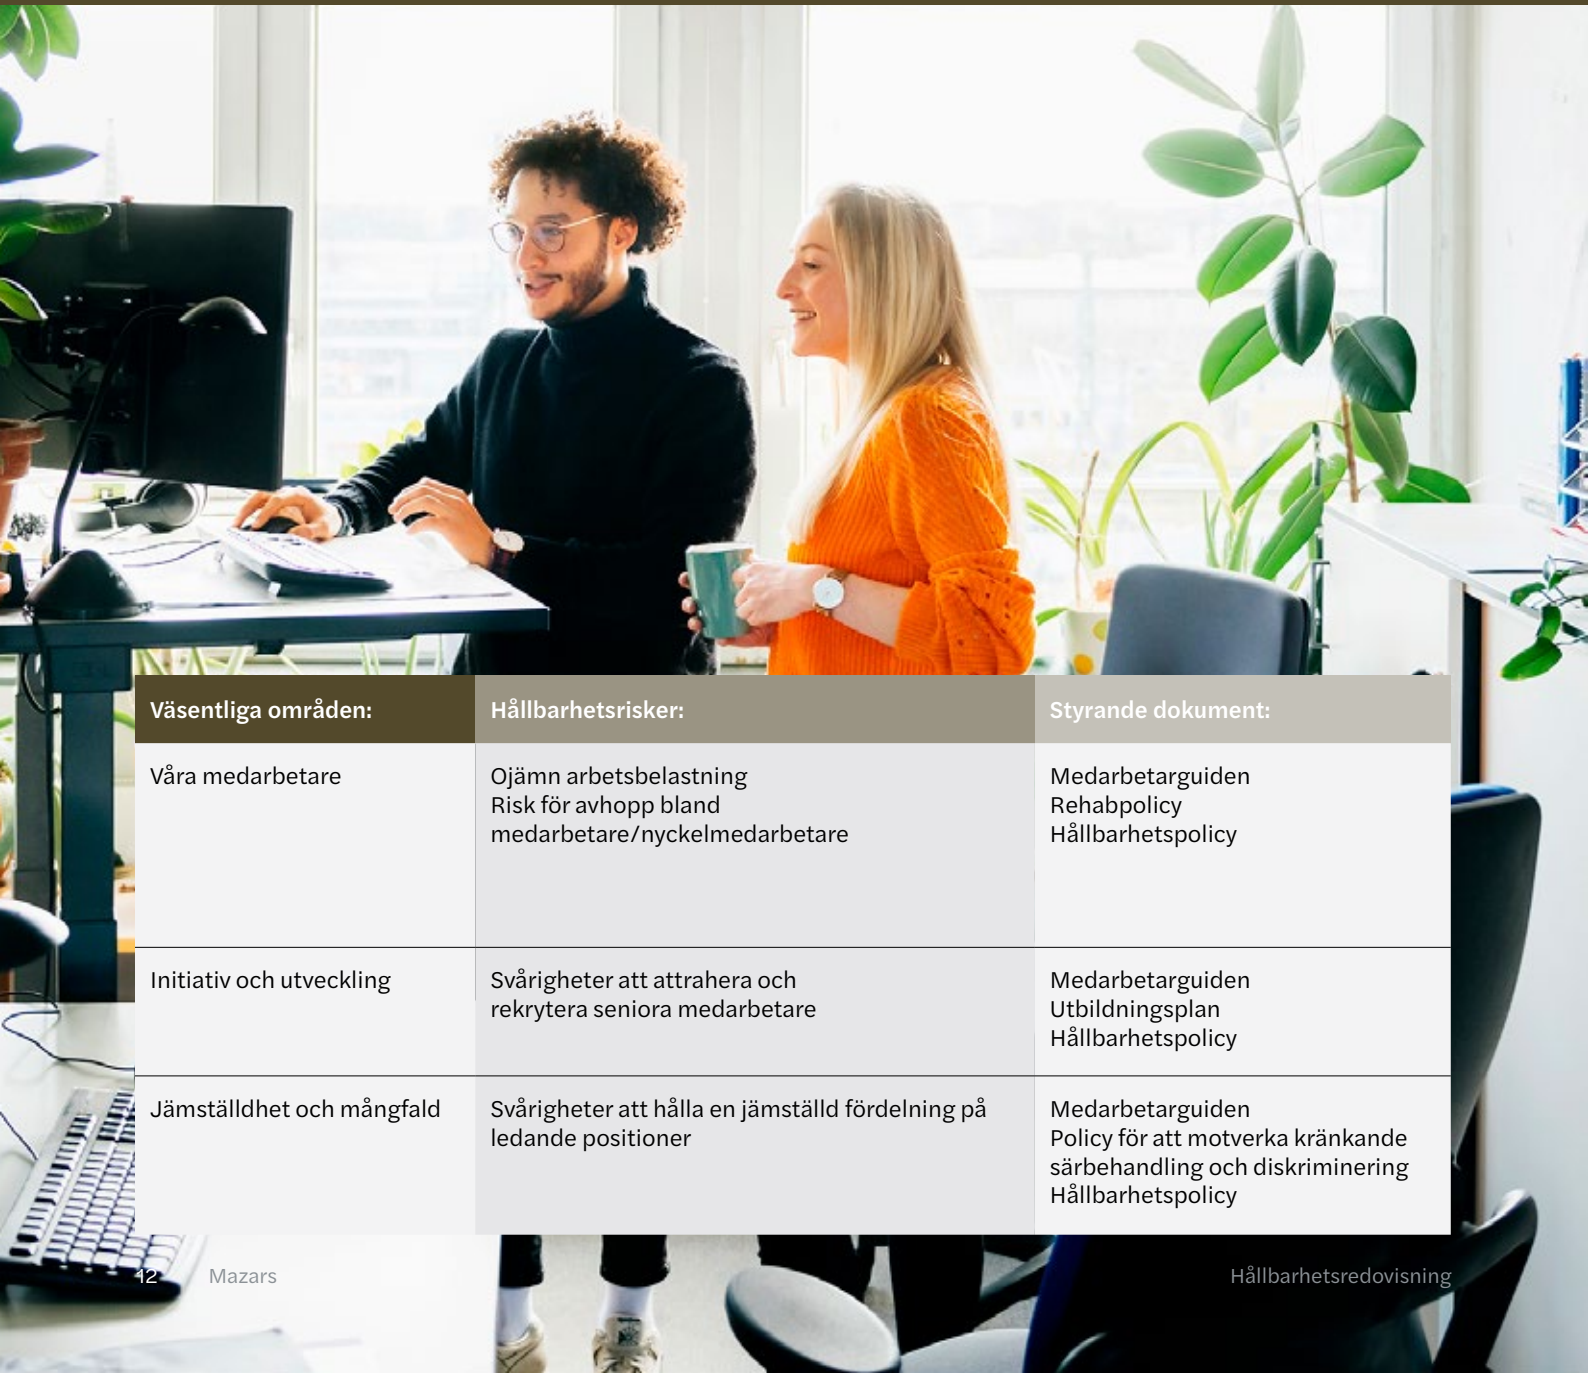 Väsentliga områden:
Hållbarhetsrisker:
Styrande dokument:
Våra medarbetare
Ojämn arbetsbelastning
Risk för avhopp bland
medarbetare/nyckelmedarbetare
Medarbetarguiden
Rehabpolicy
Hållbarhetspolicy
Initiativ och utveckling
Svårigheter att attrahera och
rekrytera seniora medarbetare
Medarbetarguiden
Utbildningsplan
Hållbarhetspolicy
Jämställdhet och mångfald
Svårigheter att hålla en jämställd fördelning på
ledande positioner
Medarbetarguiden
Policy för att motverka kränkande
särbehandling och diskriminering
Hållbarhetspolicy
12
Mazars
Hållbarhetsredovisning